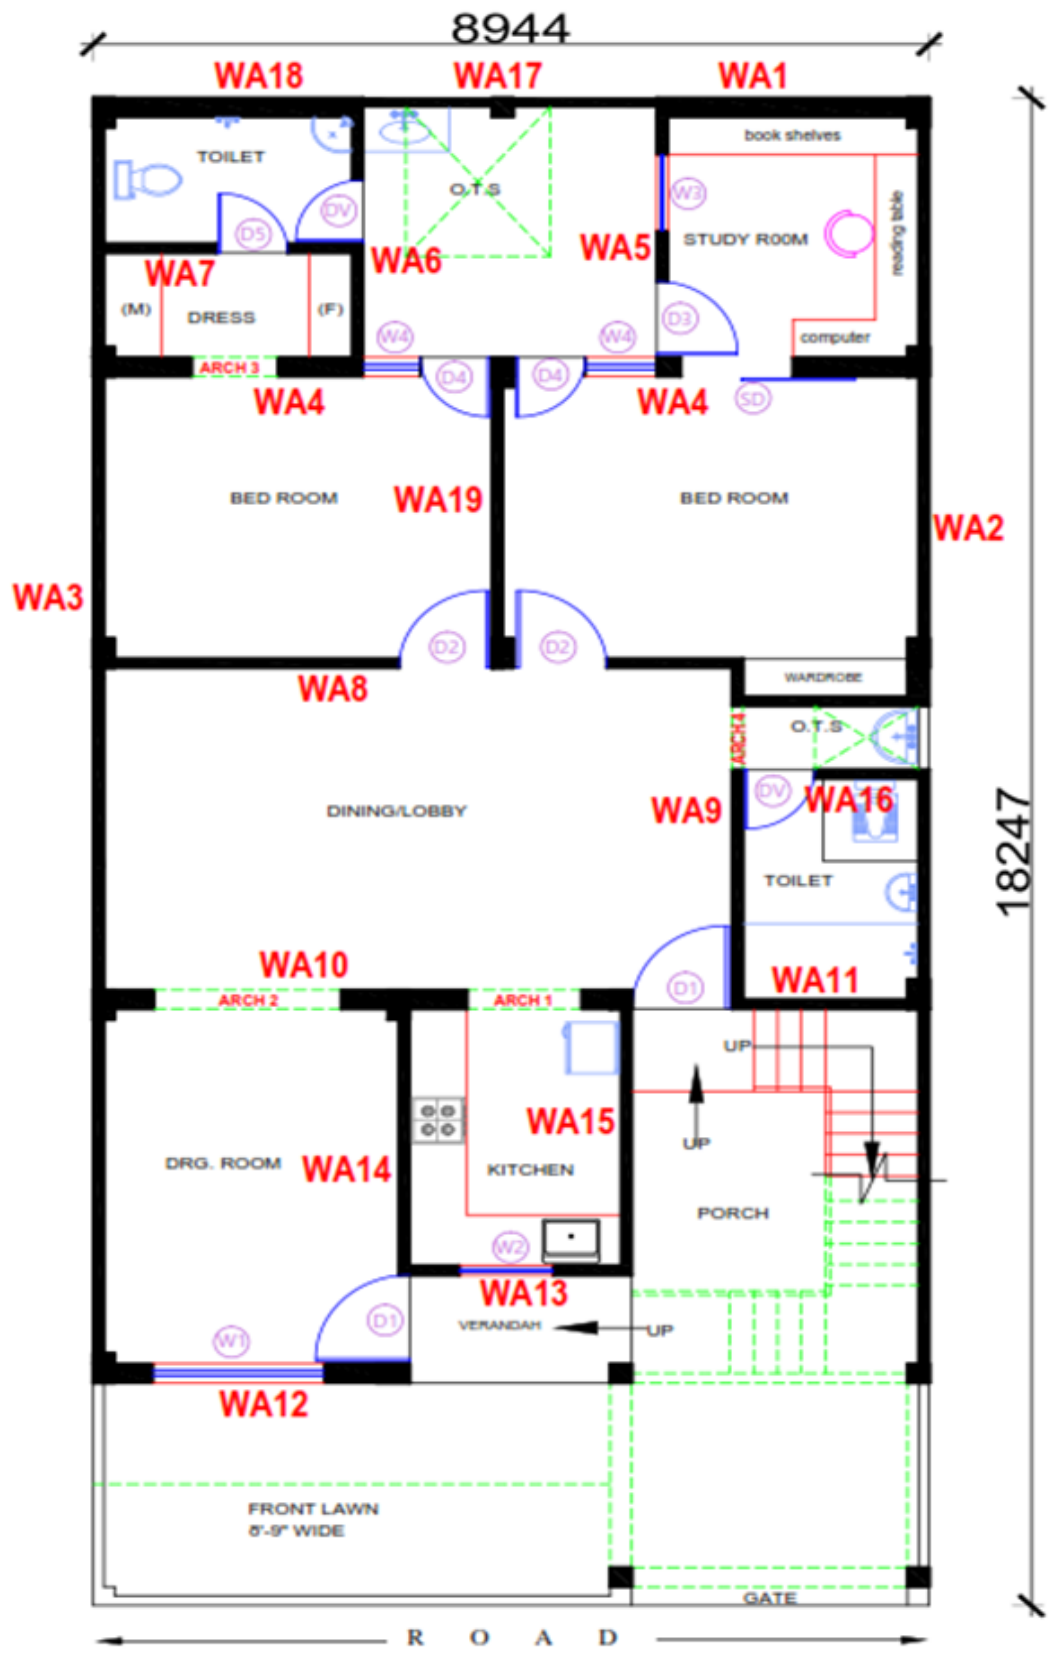 8944
WA18 WA17 WA1
book shelves
TOILET
O.T.S
W3
DV
D5
STUDY R00M
reading table
WA7 WA6 WA5
(M) DRESS (F)
D3
W4 W4
computer
ARCH 3
D4 D4
WA4 WA4
SD
BED ROOM WA19 BED ROOM
WA2
WA3
D2 D2
WARDROBE
WA8
O.T.S
ARCH 4
DV
WA16
DINING/LOBBY WA9
18247
TOILET
WA10
WA11
D1
ARCH 2 ARCH 1
UP
WA15
UP
DRG. ROOM WA14 KITCHEN
PORCH
W2
WA13
D1
VERANDAH UP
W1
WA12
FRONT LAWN
8'-9" WIDE
GATE
R O A D